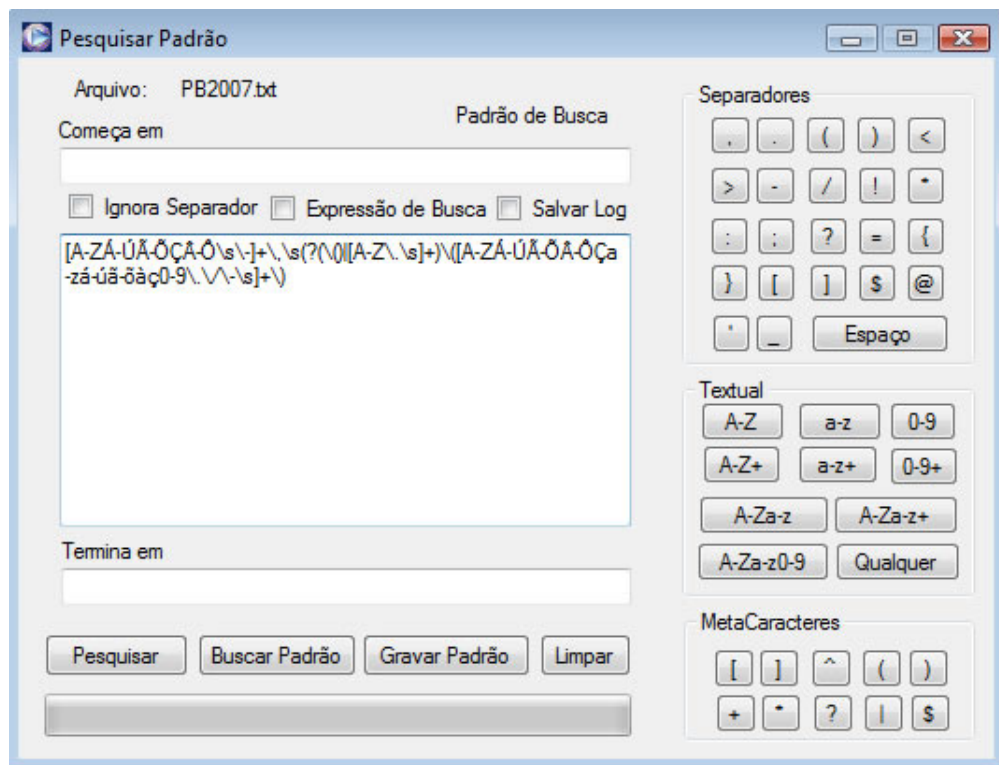 Pesquisar Padrão
Arquivo: PB2007.txt
Padrão de Busca
Começa em
Ignora Separador Expressão de Busca Salvar Log
[A-ZÁ-ÚÃ-ÕÇÂ-Ô\s\-]+\,\s(?(\()|[A-Z\.\s]+)\([A-ZÁ-ÚÃ-ÕÂ-ÔÇa
-zá-úã-õàç0-9\.\/\-\s]+\)
Termina em
Pesquisar Buscar Padrão Gravar Padrão Limpar
Separadores
, . ( ) <
> - / ! *
: ; ? = {
} [ ] $ @
' _ Espaço
Textual
A-Z a-z 0-9
A-Z+ a-z+ 0-9+
A-Za-z A-Za-z+
A-Za-z0-9 Qualquer
MetaCaracteres
[ ] ^ ( )
+ * ? | $